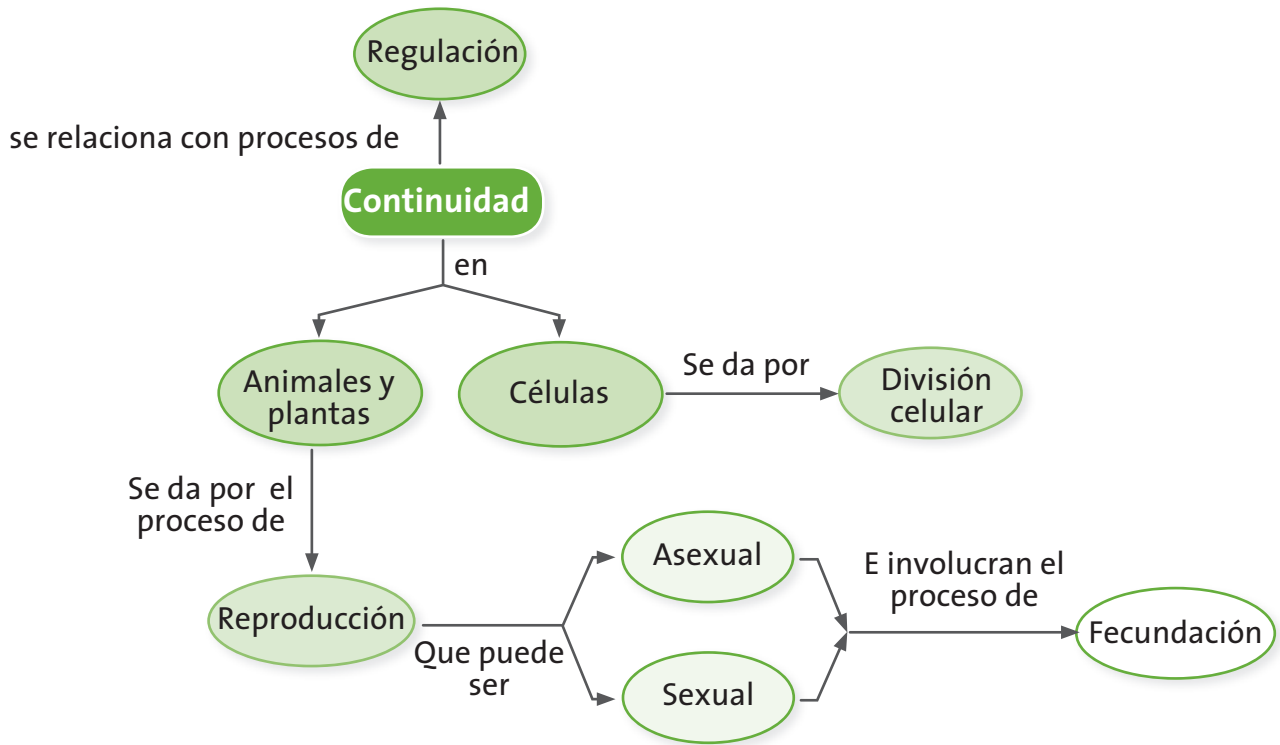 Regulación
se relaciona con procesos de
Continuidad
en
Animales y
plantas
Células
Se da por
División
celular
Se da por el
proceso de
Reproducción
Que puede
ser
Asexual
Sexual
E involucran el
proceso de
Fecundación